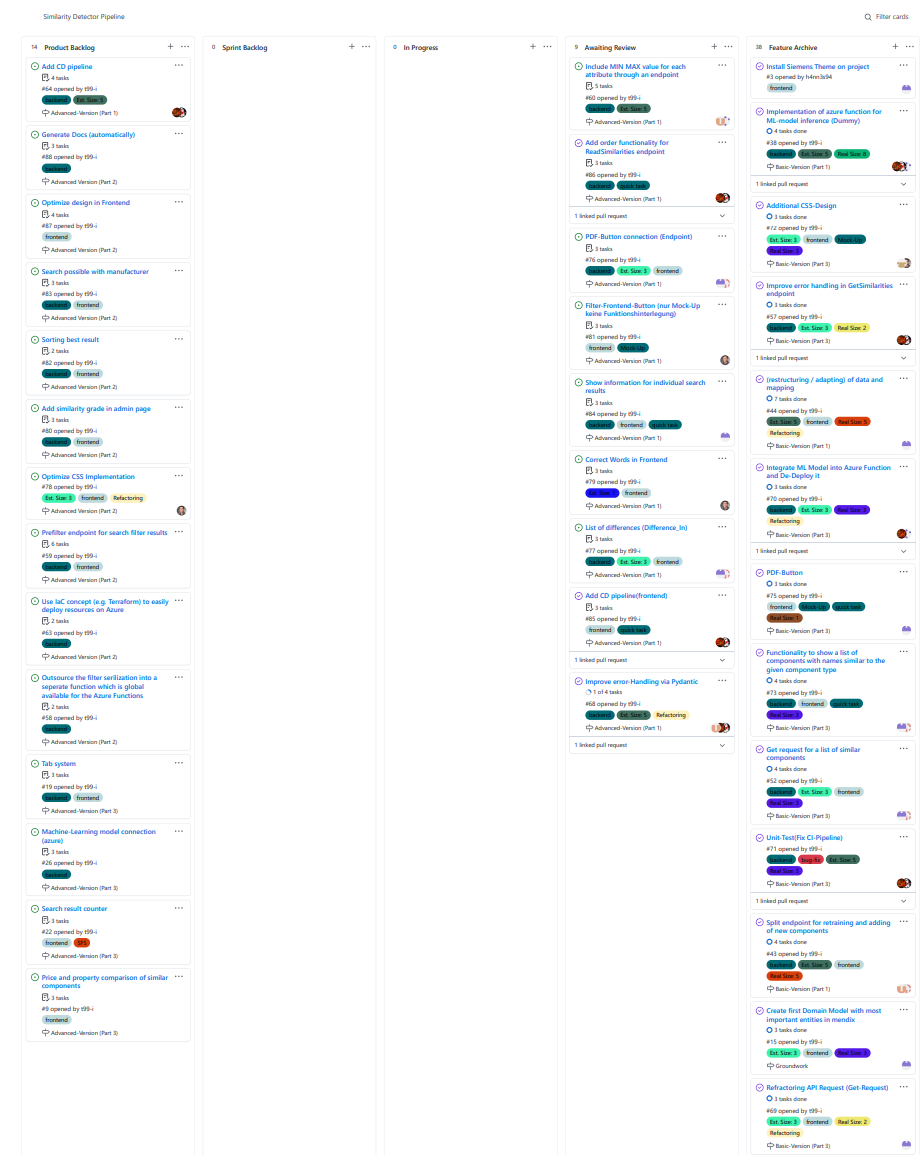 Similarity Detector Pipeline
Filter cards
14 Product Backlog
Add CD pipeline
4 tasks
#64 opened by t99-i
backend Est. Size: 5
Advanced-Version (Part 1)
Generate Docs (automatically)
3 tasks
#88 opened by t99-i
backend
Advanced Version (Part 2)
Optimize design in Frontend
4 tasks
#87 opened by t99-i
frontend
Advanced Version (Part 2)
Search possible with manufacturer
3 tasks
#83 opened by t99-i
backend frontend
Advanced Version (Part 2)
Sorting best result
2 tasks
#82 opened by t99-i
backend frontend
Advanced Version (Part 2)
Add similarity grade in admin page
3 tasks
#80 opened by t99-i
backend frontend
Advanced Version (Part 2)
Optimize CSS Implementation
#78 opened by t99-i
Est. Size: 3 frontend Refactoring
Advanced Version (Part 2)
Prefilter endpoint for search filter results
6 tasks
#59 opened by t99-i
backend frontend
Advanced Version (Part 2)
Use IaC concept (e.g. Terraform) to easily
deploy resources on Azure
2 tasks
#63 opened by t99-i
backend
Advanced Version (Part 2)
Outsource the filter serilization into a
seperate function which is global
available for the Azure Functions
2 tasks
#58 opened by t99-i
backend
Advanced Version (Part 2)
Tab system
3 tasks
#19 opened by t99-i
backend frontend
Advanced-Version (Part 3)
Machine-Learning model connection
(azure)
3 tasks
#26 opened by t99-i
backend
Advanced-Version (Part 3)
Search result counter
3 tasks
#22 opened by t99-i
frontend
Advanced-Version (Part 3)
Price and property comparison of similar
components
3 tasks
#9 opened by t99-i
frontend
Advanced-Version (Part 3)
0 Sprint Backlog
0 In Progress
9 Awaiting Review
Include MIN MAX value for each
attribute through an endpoint
5 tasks
#60 opened by t99-i
backend Est. Size: 5
Advanced-Version (Part 1)
Add order functionality for
ReadSimilarities endpoint
3 tasks
#86 opened by t99-i
backend quick task
Advanced-Version (Part 1)
1 linked pull request
PDF-Button connection (Endpoint)
3 tasks
#76 opened by t99-i
backend Est. Size: 3 frontend
Advanced-Version (Part 1)
Filter-Frontend-Button (nur Mock-Up
keine Funktionshinterlegung)
3 tasks
#81 opened by t99-i
frontend Mock-Up
Advanced-Version (Part 1)
Show information for individual search
results
3 tasks
#84 opened by t99-i
backend frontend quick task
Advanced-Version (Part 1)
Correct Words in Frontend
3 tasks
#79 opened by t99-i
frontend
Advanced-Version (Part 1)
List of differences (Difference_In)
3 tasks
#77 opened by t99-i
backend Est. Size: 3 frontend
Advanced-Version (Part 1)
Add CD pipeline(frontend)
3 tasks
#85 opened by t99-i
frontend quick task
Advanced-Version (Part 1)
1 linked pull request
Improve error-Handling via Pydantic
1 of 4 tasks
#68 opened by t99-i
backend Est. Size: 5 Refactoring
Advanced-Version (Part 1)
1 linked pull request
38 Feature Archive
Install Siemens Theme on project
#3 opened by h4nn3s94
frontend
Implementation of azure function for
ML-model inference (Dummy)
4 tasks done
#38 opened by t99-i
backend Est. Size: 5 Real Size: 8
Basic-Version (Part 1)
1 linked pull request
Additional CSS-Design
3 tasks done
#72 opened by t99-i
Est. Size: 3 frontend Mock-Up
Real Size: 3
Basic-Version (Part 3)
Improve error handling in GetSimilarities
endpoint
3 tasks done
#57 opened by t99-i
backend Est. Size: 3 Real Size: 2
Basic-Version (Part 3)
1 linked pull request
(restructuring / adapting) of data and
mapping
7 tasks done
#44 opened by t99-i
Est. Size: 5 frontend Real Size: 5
Refactoring
Basic-Version (Part 1)
Integrate ML Model into Azure Function
and De-Deploy it
3 tasks done
#70 opened by t99-i
backend Est. Size: 3 Real Size: 3
Refactoring
Basic-Version (Part 3)
1 linked pull request
PDF-Button
3 tasks done
#75 opened by t99-i
frontend Mock-Up quick task
Real Size: 1
Basic-Version (Part 3)
Functionality to show a list of
components with names similar to the
given component type
4 tasks done
#73 opened by t99-i
backend frontend quick task
Real Size: 3
Basic-Version (Part 3)
Get request for a list of similar
components
4 tasks done
#52 opened by t99-i
backend Est. Size: 3 frontend
Real Size: 3
Basic-Version (Part 3)
Unit-Test(Fix CI-Pipeline)
#71 opened by t99-i
backend bug-fix Est. Size: 5
Real Size: 3
Basic-Version (Part 3)
1 linked pull request
Split endpoint for retraining and adding
of new components
4 tasks done
#43 opened by t99-i
backend Est. Size: 5 frontend
Real Size: 5
Basic-Version (Part 1)
Create first Domain Model with most
important entities in mendix
3 tasks done
#15 opened by t99-i
Est. Size: 3 frontend Real Size: 3
Groundwork
Refractoring API Request (Get-Request)
3 tasks done
#69 opened by t99-i
Est. Size: 3 frontend Real Size: 2
Refactoring
Basic-Version (Part 3)